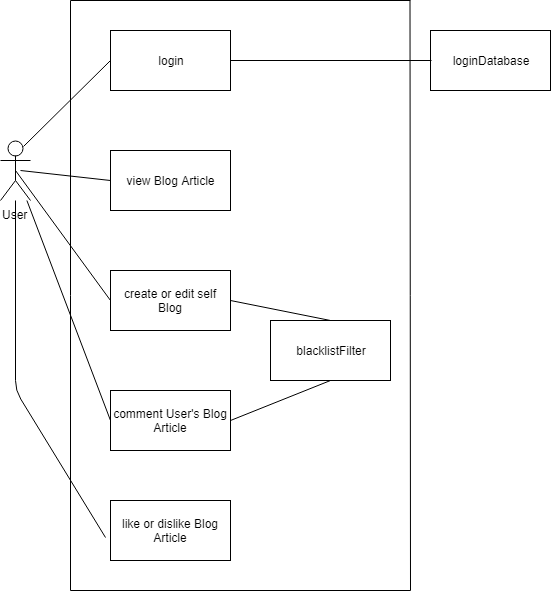 login
loginDatabase
view Blog Article
User
create or edit self
Blog
blacklistFilter
comment User's Blog
Article
like or dislike Blog
Article